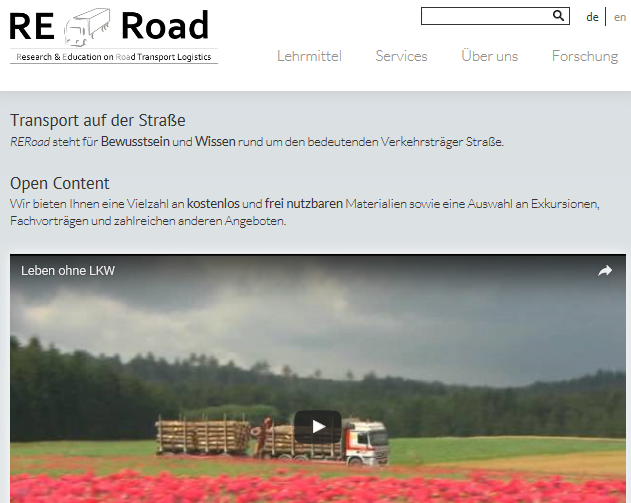 RE Road
Research & Education on Road Transport Logistics
de
en
Lehrmittel
Services
Über uns
Forschung
Transport auf der Straße
RERoad steht für Bewusstsein und Wissen rund um den bedeutenden Verkehrsträger Straße.
Open Content
Wir bieten Ihnen eine Vielzahl an kostenlos und frei nutzbaren Materialien sowie eine Auswahl an Exkursionen,
Fachvorträgen und zahlreichen anderen Angeboten.
Leben ohne LKW